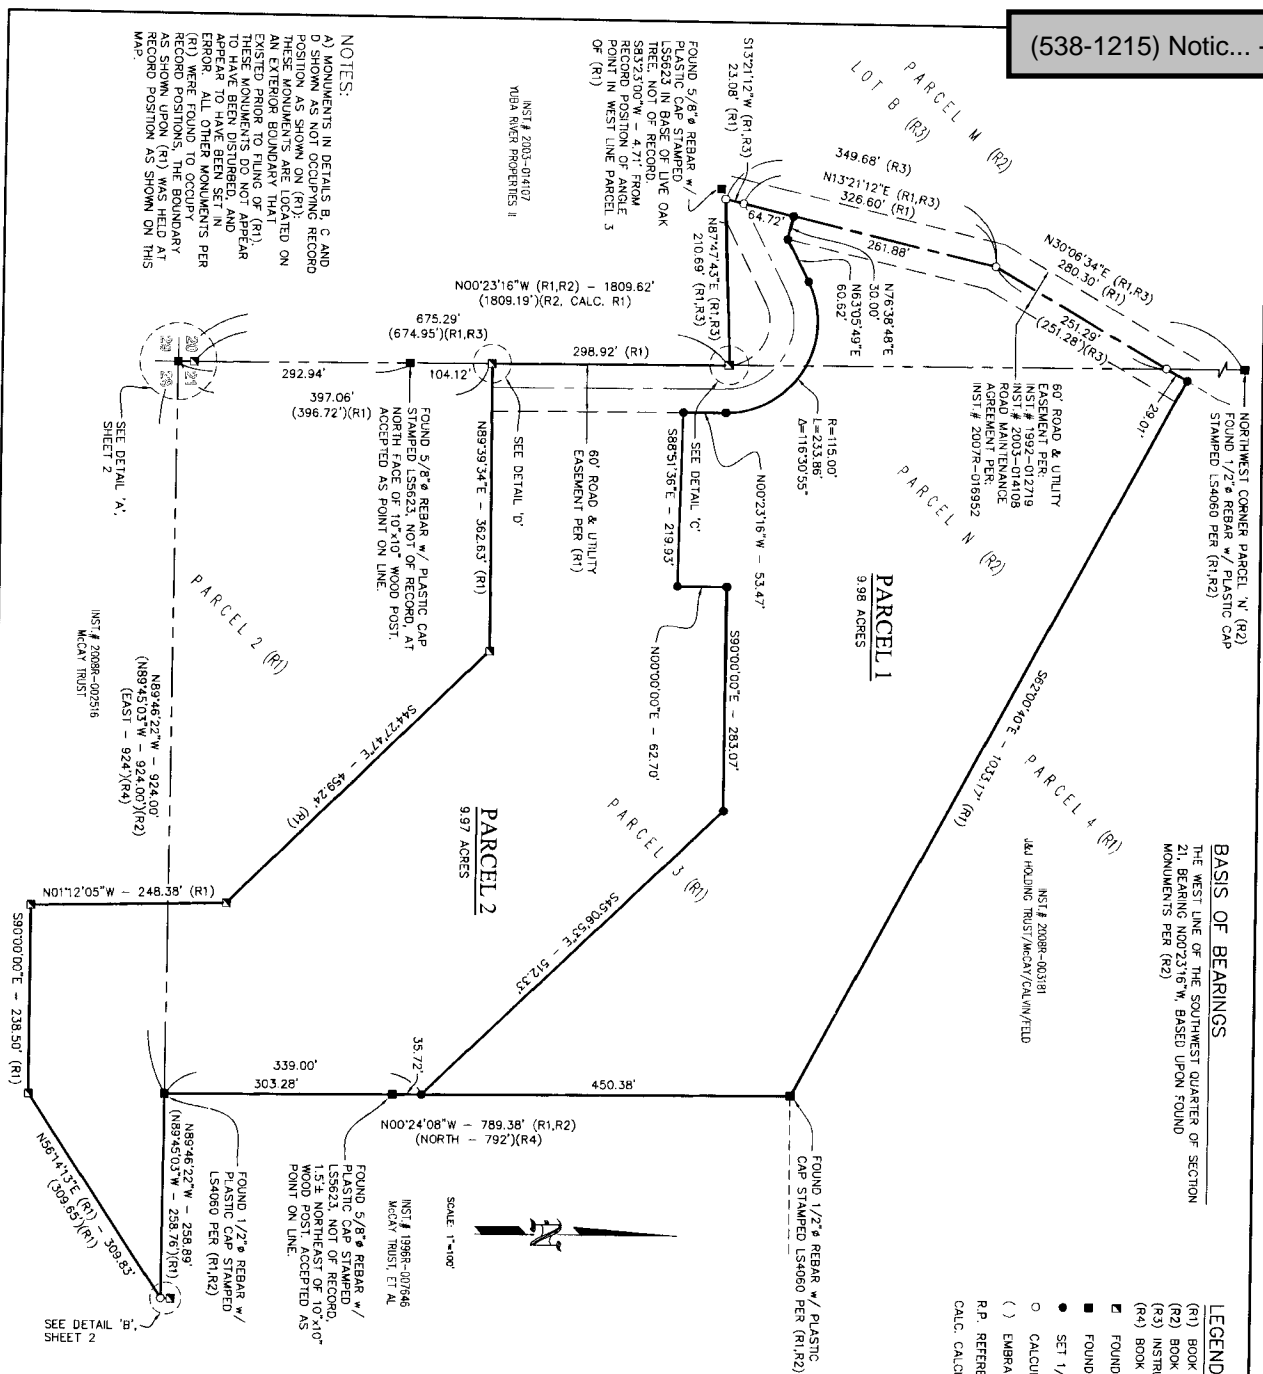 (538-1215) Notic... -
NOTES:
A) MONUMENTS IN DETAILS B, C AND
D SHOWN AS NOT OCCUPYING RECORD
POSITION AS SHOWN ON (R1):
THESE MONUMENTS ARE LOCATED ON
AN EXTERIOR BOUNDARY THAT
EXISTED PRIOR TO FILING OF (R1).
THESE MONUMENTS DO NOT APPEAR
TO HAVE BEEN DISTURBED, AND
APPEAR TO HAVE BEEN SET IN
ERROR. ALL OTHER MONUMENTS PER
(R1) WERE FOUND TO OCCUPY
RECORD POSITIONS, THE BOUNDARY
AS SHOWN UPON (R1) WAS HELD AT
RECORD POSITION AS SHOWN ON THIS
MAP.
INST.# 2003-014107
YUBA RIVER PROPERTIES II
FOUND 5/8"ø REBAR w/
PLASTIC CAP STAMPED
LS5623 IN BASE OF LIVE OAK
TREE, NOT OF RECORD.
S83°23'00"W - 4.71' FROM
RECORD POSITION OF ANGLE
POINT IN WEST LINE PARCEL 3
OF (R1)
S13°21'12"W (R1,R3)
23.08' (R1)
PARCEL M (R2)
LOT B (R3)
349.68' (R3)
N13°21'12"E (R1,R3)
326.60' (R1)
64.72'
261.88'
N30°06'34"E (R1,R3)
280.30' (R1)
251.29'
(251.28')(R3)
29.01'
NORTHWEST CORNER PARCEL 'N' (R2)
FOUND 1/2"ø REBAR w/ PLASTIC CAP
STAMPED LS4060 PER (R1,R2)
N87°47'43"E (R1,R3)
210.69' (R1,R3)
N76°38'48"E
30.00'
N63°05'49"E
60.62'
60' ROAD & UTILITY
EASEMENT PER:
INST.# 1992-012719
INST.# 2003-014108
ROAD MAINTENANCE
AGREEMENT PER:
INST.# 2007R-016952
R=115.00'
L=233.86'
Δ=116°30'55"
PARCEL N (R2)
N00°23'16"W (R1,R2) - 1809.62'
(1809.19')(R2, CALC. R1)
675.29'
(674.95')(R1,R3)
298.92' (R1)
104.12'
292.94'
397.06'
(396.72')(R1)
20 21
29 28
SEE DETAIL 'A',
SHEET 2
FOUND 5/8"ø REBAR w/ PLASTIC CAP
STAMPED LS5623, NOT OF RECORD, AT
NORTH FACE OF 10"x10" WOOD POST.
ACCEPTED AS POINT ON LINE.
SEE DETAIL 'D'
60' ROAD & UTILITY
EASEMENT PER (R1)
SEE DETAIL 'C'
N00°23'16"W - 53.47'
S88°51'36"E - 219.93'
N00°00'00"E - 62.70'
S90°00'00"E - 283.07'
N89°39'34"E - 362.63' (R1)
PARCEL 1
9.98 ACRES
S62°00'40"E - 1033.17' (R1)
PARCEL 4 (R1)
INST.# 2008R-003181
J&J HOLDING TRUST/McCAY/CALVIN/FIELD
BASIS OF BEARINGS
THE WEST LINE OF THE SOUTHWEST QUARTER OF SECTION
21, BEARING N00°23'16"W, BASED UPON FOUND
MONUMENTS PER (R2)
PARCEL 2 (R1)
INST.# 2008R-002516
McCAY TRUST
N89°46'22"W - 924.00'
(N89°45'03"W - 924.00')(R2)
(EAST - 924')(R4)
S44°27'47"E - 459.24' (R1)
PARCEL 2
9.97 ACRES
PARCEL 3 (R1)
S45°06'53"E - 512.33'
N01°12'05"W - 248.38' (R1)
S90°00'00"E - 238.50' (R1)
339.00'
303.28'
35.72'
450.38'
N00°24'08"W - 789.38' (R1,R2)
(NORTH - 792')(R4)
N89°46'22"W - 258.89'
(N89°45'03"W - 258.76')(R1)
N56°14'13"E (R1) - 309.83'
(309.65')(R1)
SEE DETAIL 'B',
SHEET 2
FOUND 1/2"ø REBAR w/
PLASTIC CAP STAMPED
LS4060 PER (R1,R2)
FOUND 5/8"ø REBAR w/
PLASTIC CAP STAMPED
LS5623, NOT OF RECORD,
1.5'± NORTHEAST OF 10"x10"
WOOD POST. ACCEPTED AS
POINT ON LINE.
INST.# 1996R-007646
McCAY TRUST, ET AL
SCALE: 1"=100'
N
FOUND 1/2"ø REBAR w/ PLASTIC
CAP STAMPED LS4060 PER (R1,R2)
LEGEND
(R1) BOOK
(R2) BOOK
(R3) INSTR
(R4) BOOK
FOUND
FOUND
SET 1/
CALCU
( ) EMBRA
R.P. REFERE
CALC. CALC